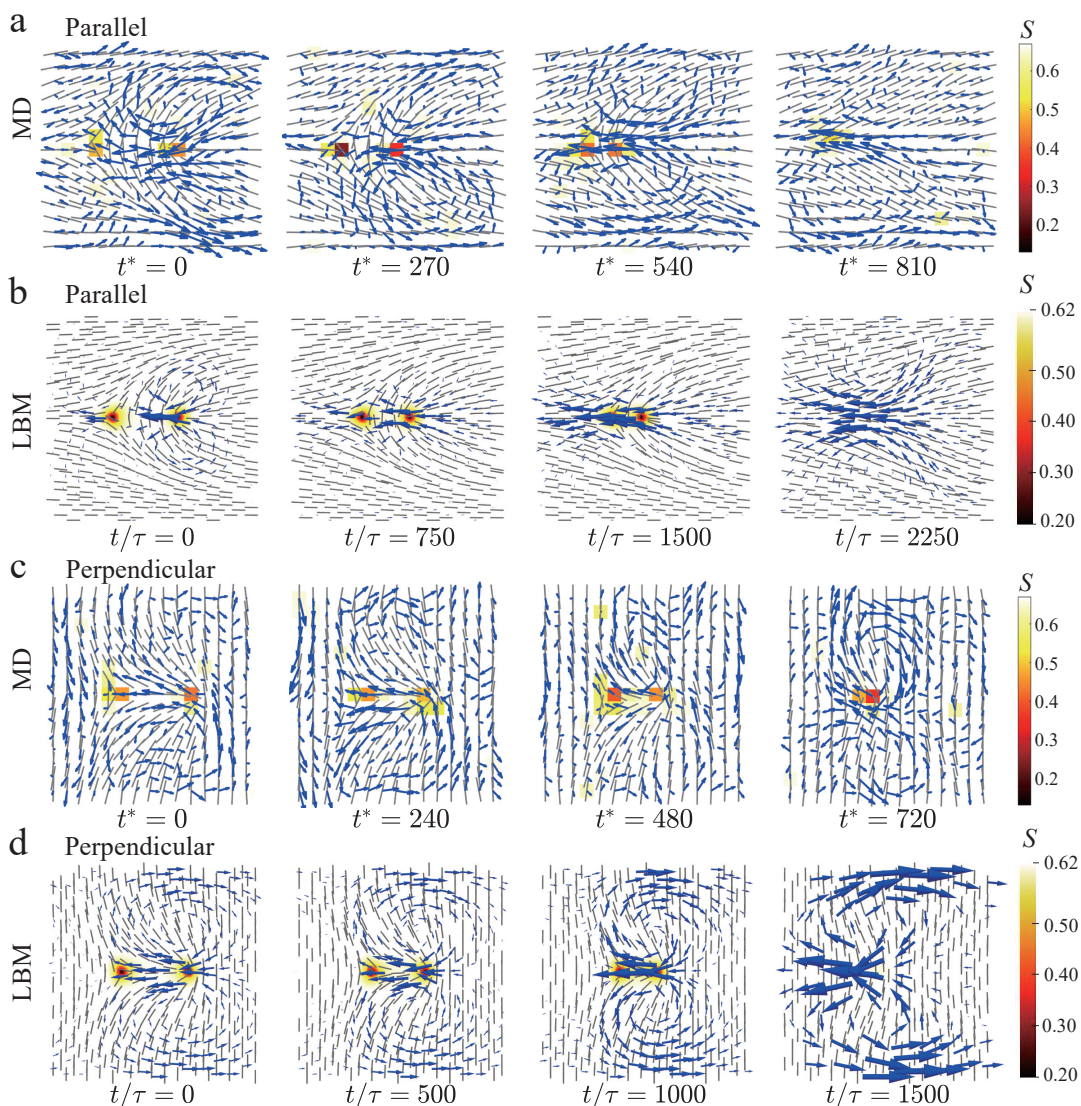 a Parallel
S
MD
0.6
0.5
0.4
0.3
0.2
t* = 0
t* = 270
t* = 540
t* = 810
b Parallel
S
LBM
0.62
0.50
0.40
0.30
0.20
t/τ = 0
t/τ = 750
t/τ = 1500
t/τ = 2250
c Perpendicular
S
MD
0.6
0.5
0.4
0.3
0.2
t* = 0
t* = 240
t* = 480
t* = 720
d Perpendicular
S
LBM
0.62
0.50
0.40
0.30
0.20
t/τ = 0
t/τ = 500
t/τ = 1000
t/τ = 1500